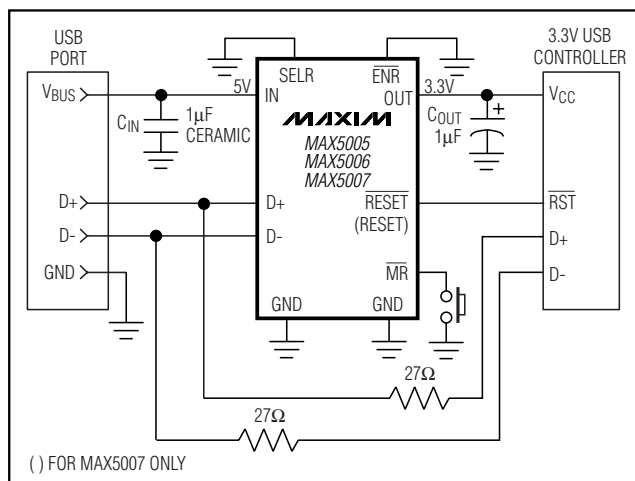 USB
PORT
3.3V USB
CONTROLLER
SELR
ENR
VBUS
5V
IN
OUT
3.3V
VCC
CIN
1µF
CERAMIC
MAXIM
MAX5005
MAX5006
MAX5007
COUT
1µF
+
D+
D+
RESET
(RESET)
RST
D-
D-
D+
MR
D-
GND
GND
GND
27Ω
27Ω
( ) FOR MAX5007 ONLY